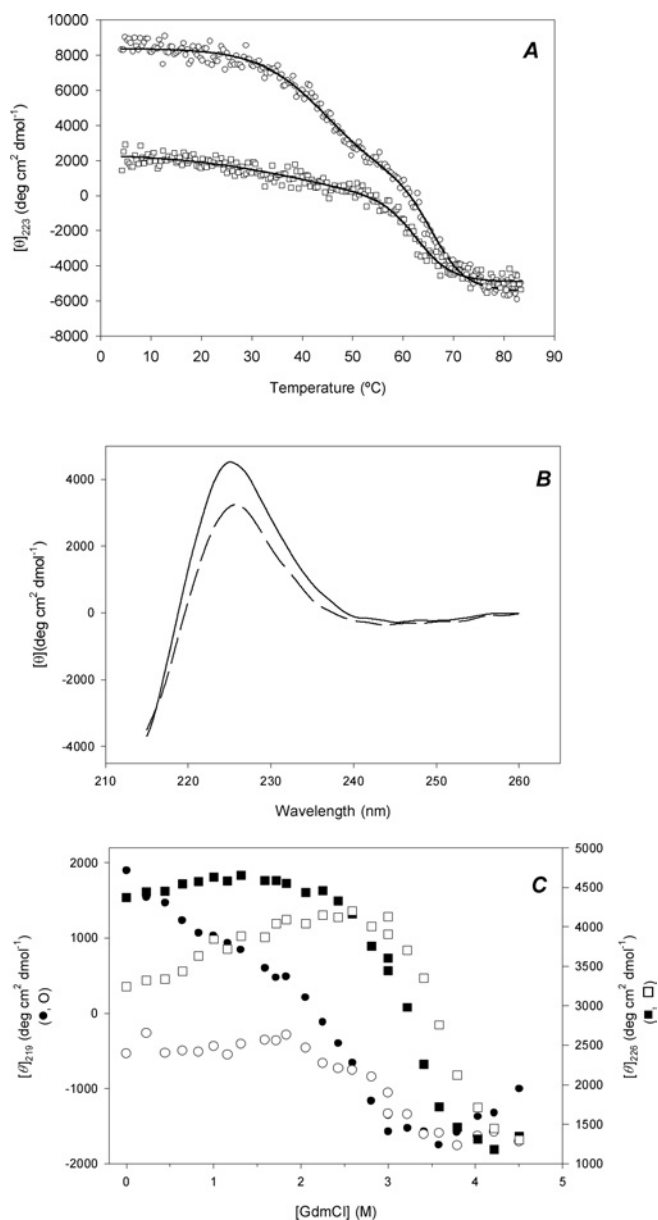 A
10000
8000
6000
4000
2000
0
-2000
-4000
-6000
-8000
[θ]223 (deg cm2 dmol-1)
0 10 20 30 40 50 60 70 80 90
Temperature (ºC)
B
4000
2000
0
-2000
-4000
[θ](deg cm2 dmol-1)
210 220 230 240 250 260
Wavelength (nm)
C
2000
1000
0
-1000
-2000
[θ]219 (deg cm2 dmol-1)
(●, O)
5000
4500
4000
3500
3000
2500
2000
1500
1000
[θ]226 (deg cm2 dmol-1)
(■, □)
0 1 2 3 4 5
[GdmCl] (M)